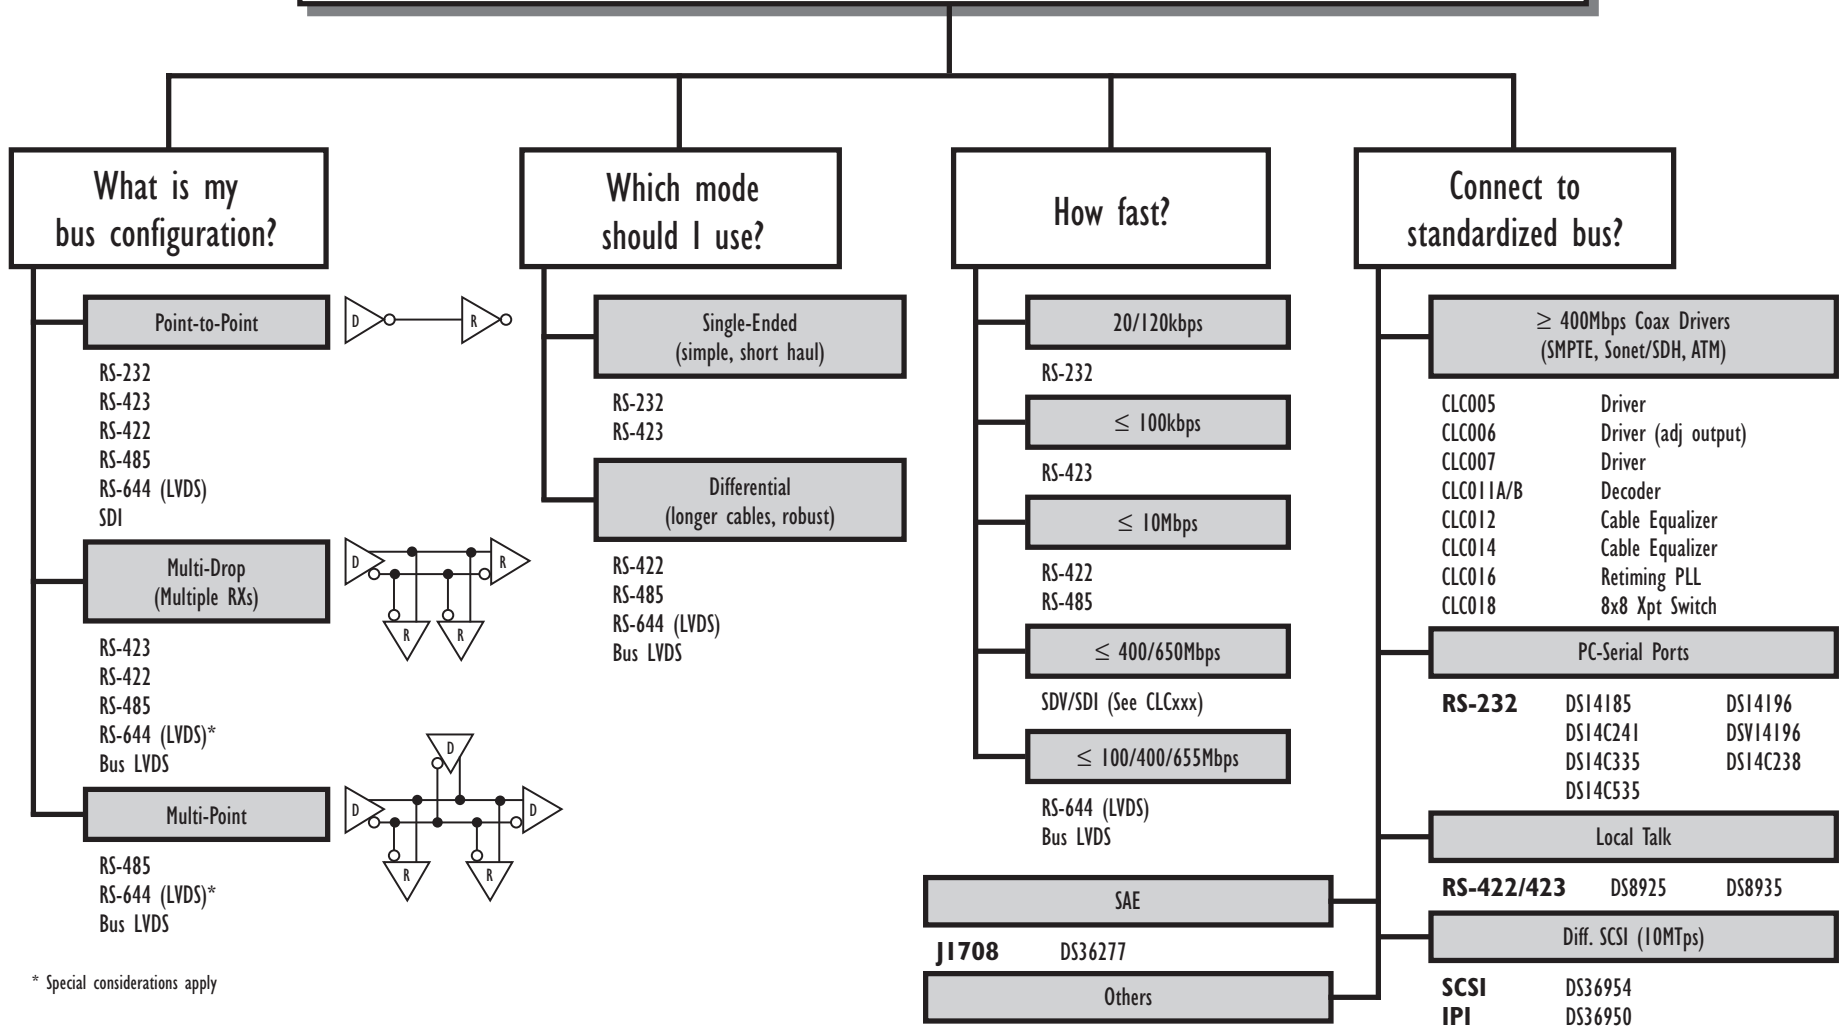 What is my
bus configuration?
Point-to-Point
D
R
RS-232
RS-423
RS-422
RS-485
RS-644 (LVDS)
SDI
Multi-Drop
(Multiple RXs)
D
R
R
R
RS-423
RS-422
RS-485
RS-644 (LVDS)*
Bus LVDS
Multi-Point
D
D
D
R
R
RS-485
RS-644 (LVDS)*
Bus LVDS
* Special considerations apply
Which mode
should I use?
Single-Ended
(simple, short haul)
RS-232
RS-423
Differential
(longer cables, robust)
RS-422
RS-485
RS-644 (LVDS)
Bus LVDS
How fast?
20/120kbps
RS-232
≤ 100kbps
RS-423
≤ 10Mbps
RS-422
RS-485
≤ 400/650Mbps
SDV/SDI (See CLCxxx)
≤ 100/400/655Mbps
RS-644 (LVDS)
Bus LVDS
Connect to
standardized bus?
≥ 400Mbps Coax Drivers
(SMPTE, Sonet/SDH, ATM)
CLC005 Driver
CLC006 Driver (adj output)
CLC007 Driver
CLC011A/B Decoder
CLC012 Cable Equalizer
CLC014 Cable Equalizer
CLC016 Retiming PLL
CLC018 8x8 Xpt Switch
PC-Serial Ports
RS-232 DS14185 DS14196
DS14C241 DSV14196
DS14C335 DS14C238
DS14C535
Local Talk
RS-422/423 DS8925 DS8935
Diff. SCSI (10MTps)
SCSI DS36954
IPI DS36950
SAE
J1708 DS36277
Others